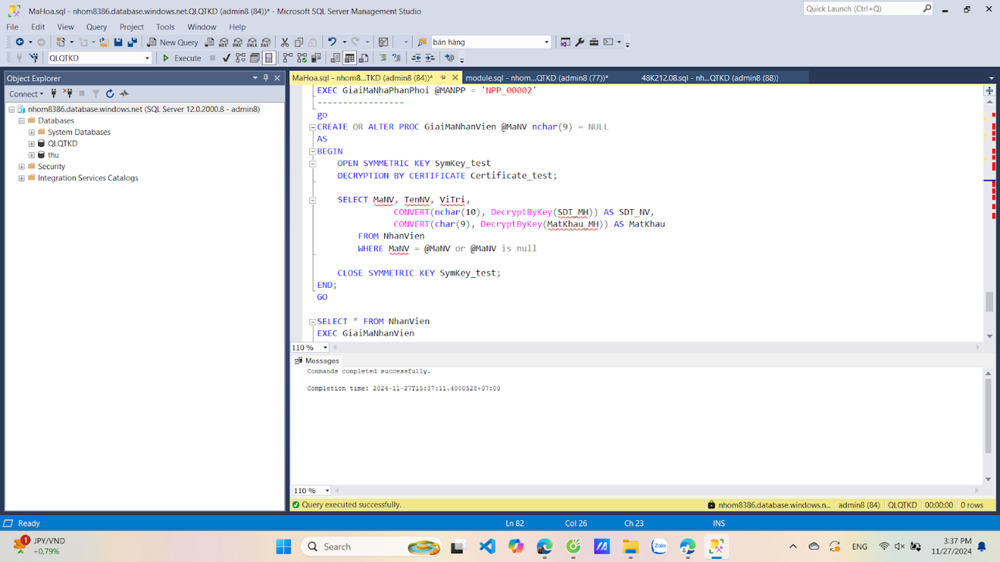 MaHoa.sql - nhom8386.database.windows.net.QLQTKD (admin8 (84))* - Microsoft SQL Server Management Studio
Quick Launch (Ctrl+Q)
File Edit View Query Project Tools Window Help
New Query
MDX DMX XMLA DAX
bán hàng
QLQTKD
Execute
Object Explorer
MaHoa.sql - nhom8...TKD (admin8 (84))*
module.sql - nhom...QTKD (admin8 (77))*
48K212.08.sql - nh...QTKD (admin8 (88))
Connect
nhom8386.database.windows.net (SQL Server 12.0.2000.8 - admin8)
Databases
System Databases
QLQTKD
thu
Security
Integration Services Catalogs
EXEC GiaiMaNhaPhanPhoi @MANPP = 'NPP_00002'
-----------------
go
CREATE OR ALTER PROC GiaiMaNhanVien @MaNV nchar(9) = NULL
AS
BEGIN
OPEN SYMMETRIC KEY SymKey_test
DECRYPTION BY CERTIFICATE Certificate_test;
SELECT MaNV, TenNV, ViTri,
CONVERT(nchar(10), DecryptByKey(SDT_MH)) AS SDT_NV,
CONVERT(char(9), DecryptByKey(MatKhau_MH)) AS MatKhau
FROM NhanVien
WHERE MaNV = @MaNV or @MaNV is null
CLOSE SYMMETRIC KEY SymKey_test;
END;
GO
SELECT * FROM NhanVien
EXEC GiaiMaNhanVien
110 %
Messages
Commands completed successfully.
Completion time: 2024-11-27T15:37:11.4000528+07:00
110 %
Query executed successfully.
nhom8386.database.windows.n... admin8 (84) QLQTKD 00:00:00 0 rows
Ready
Ln 82 Col 26 Ch 23 INS
1
JPY/VND
+0,79%
Search
Zalo
ENG
3:37 PM
11/27/2024